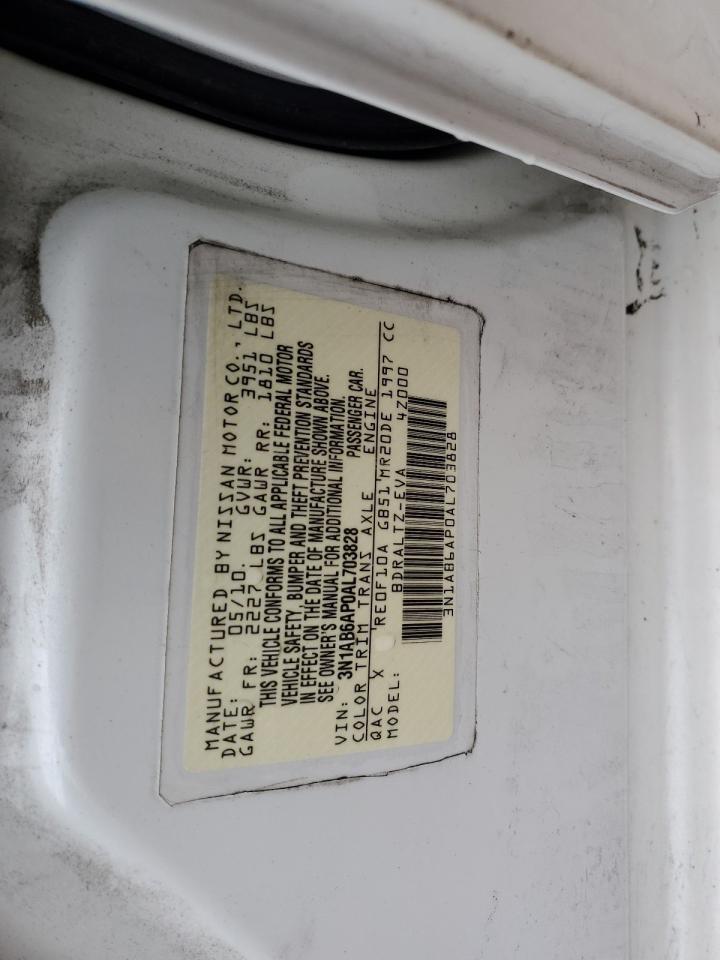 MANUFACTURED BY NISSAN MOTOR CO., LTD.
DATE: 05/10. GVWR: 3951 LBS
GAWR FR: 2227 LBS GAWR RR: 1810 LBS
THIS VEHICLE CONFORMS TO ALL APPLICABLE FEDERAL MOTOR
VEHICLE SAFETY, BUMPER AND THEFT PREVENTION STANDARDS
IN EFFECT ON THE DATE OF MANUFACTURE SHOWN ABOVE.
SEE OWNER'S MANUAL FOR ADDITIONAL INFORMATION.
VIN: 3N1AB6AP0AL703828 PASSENGER CAR.
COLOR TRIM TRANS AXLE ENGINE
QAC X RE0F10A GB51 MR20DE 1997 CC
MODEL: BDRALTZ-EVA 4Z000
3N1AB6AP0AL703828